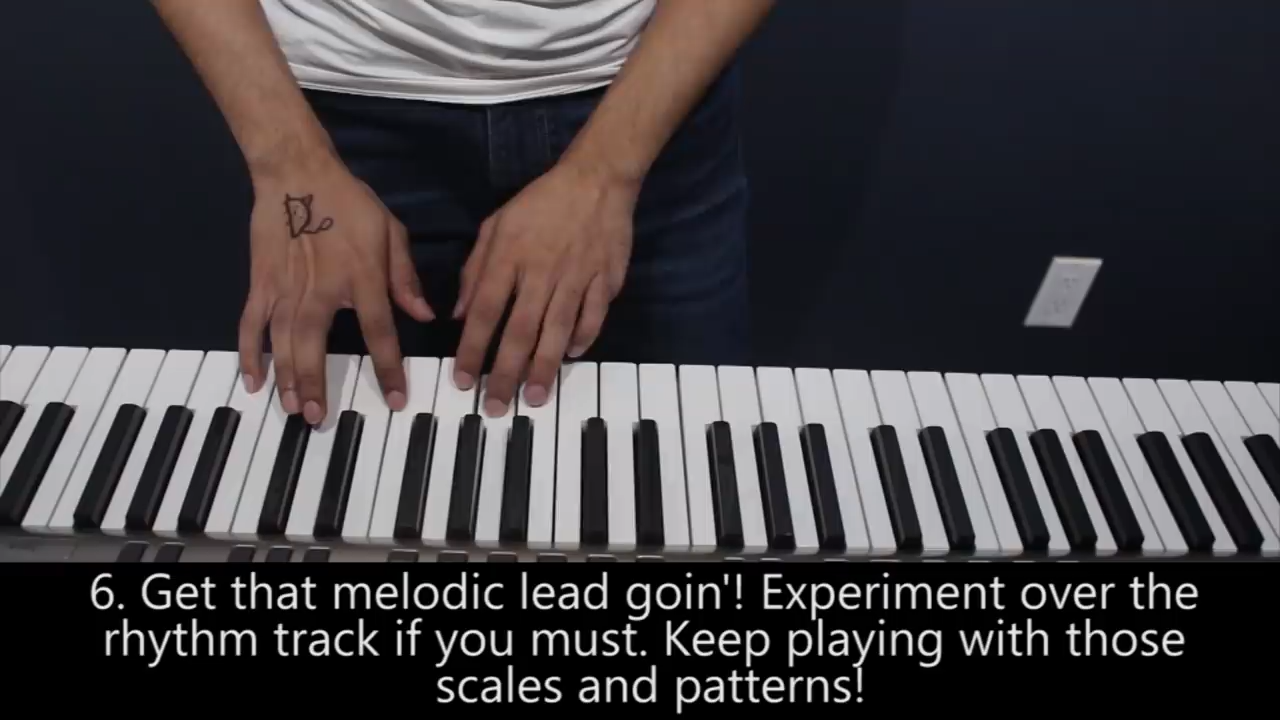 6. Get that melodic lead goin'! Experiment over the
rhythm track if you must. Keep playing with those
scales and patterns!